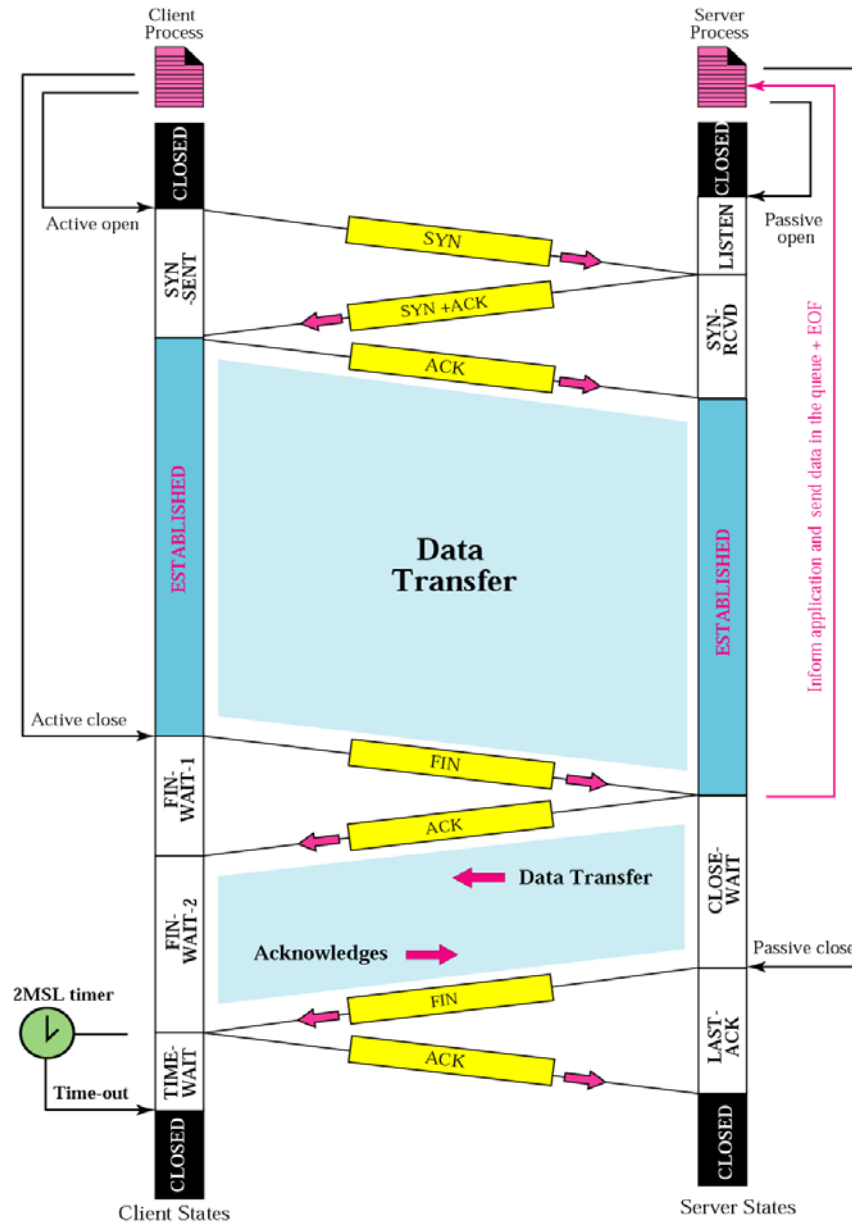 Client
Process
Server
Process
CLOSED
CLOSED
Active open
Passive
open
SYN
SYN
-SENT
LISTEN
SYN +ACK
SYN-
RCVD
ACK
ESTABLISHED
Data
Transfer
ESTABLISHED
Inform application and send data in the queue + EOF
Active close
FIN
FIN-
WAIT-1
ACK
Data Transfer
CLOSE-
WAIT
FIN-
WAIT-2
Acknowledges
Passive close
FIN
2MSL timer
TIME-
WAIT
ACK
LAST-
ACK
Time-out
CLOSED
CLOSED
Client States
Server States